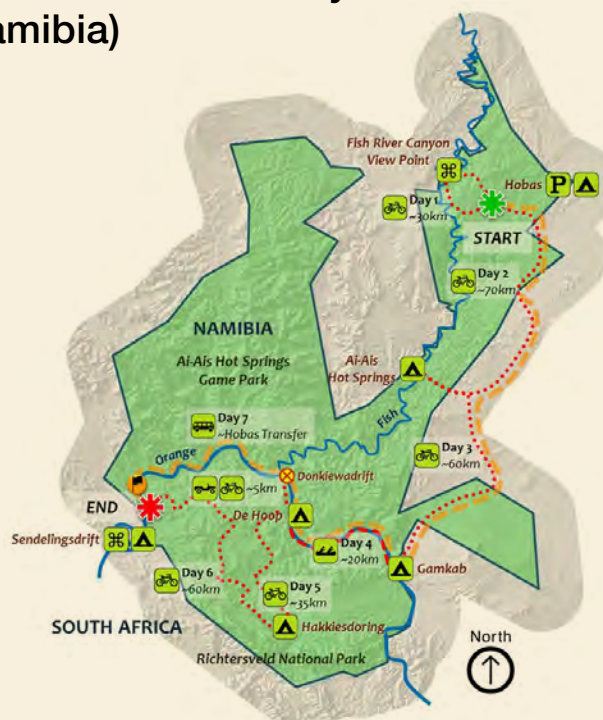 amibia)
Fish River Canyon
View Point
Hobas
P
Day 1
~30km
START
Day 2
~70km
NAMIBIA
Ai-Ais Hot Springs
Game Park
Ai-Ais
Hot Springs
Fish
Day 7
~Hobas Transfer
Orange
Day 3
~60km
Donkiewadrift
~5km
END
De Hoop
Sendelingsdrift
Day 4
~20km
Gamkab
Day 6
~60km
Day 5
~35km
SOUTH AFRICA
Hakkiesdoring
Richtersveld National Park
North